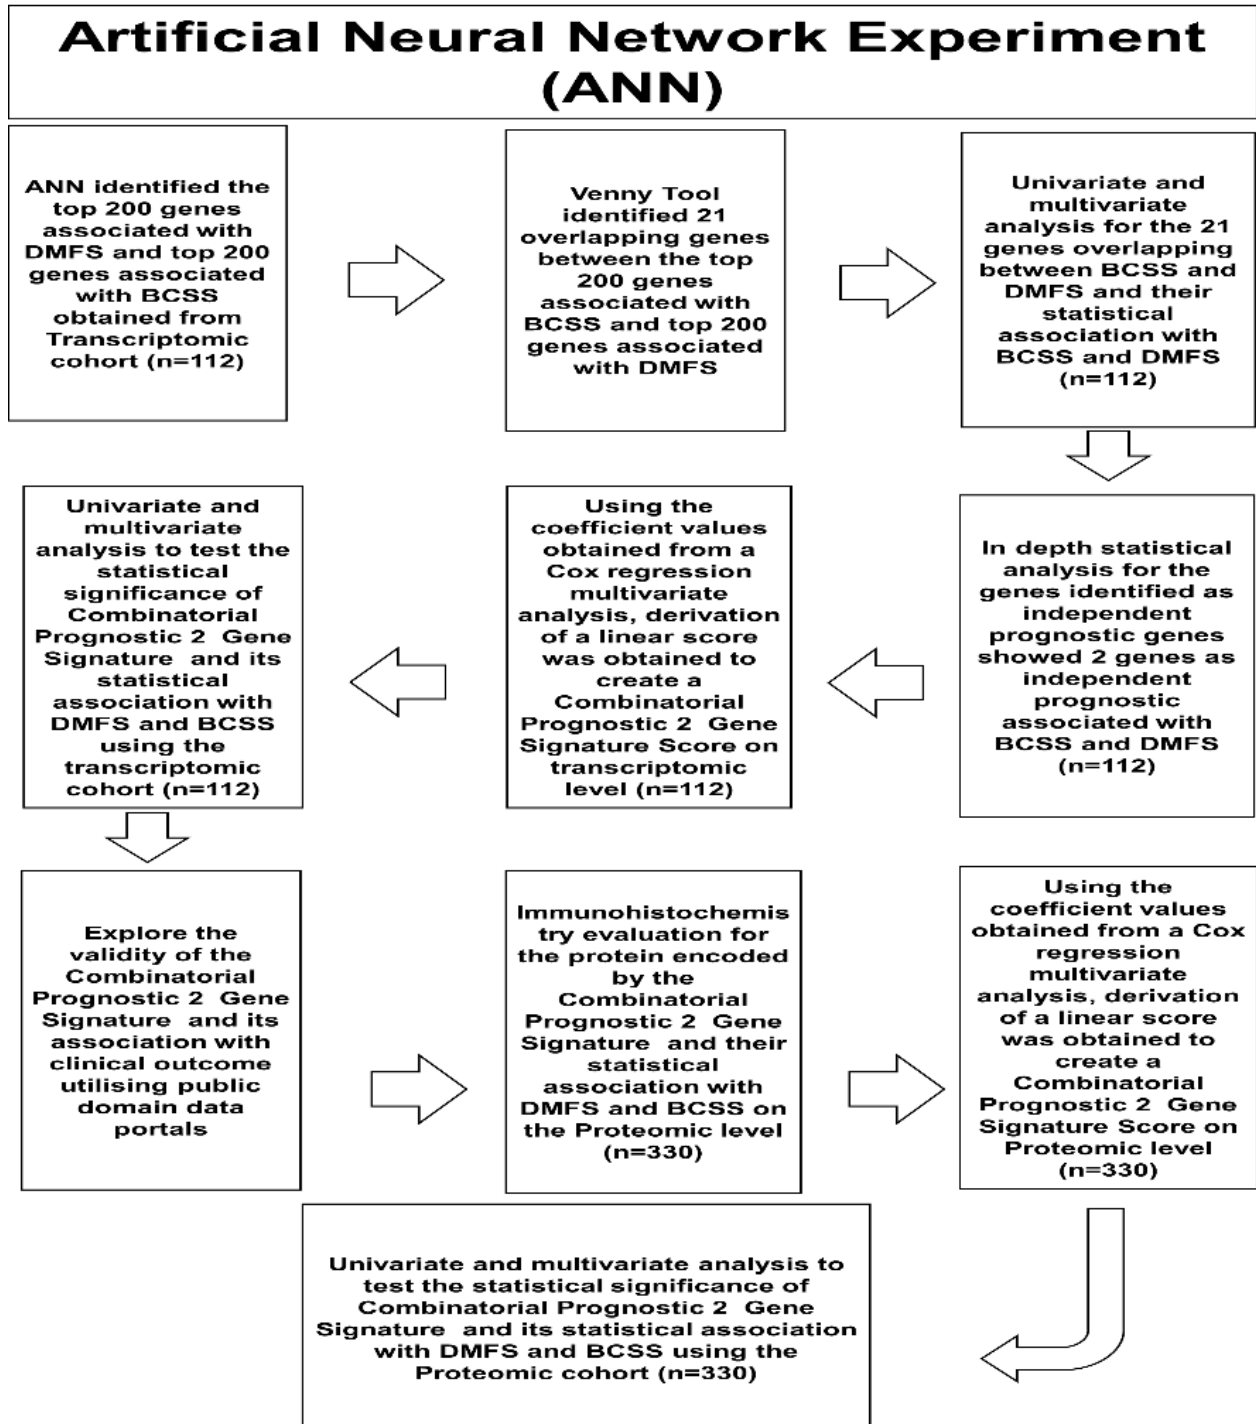 Artificial Neural Network Experiment
(ANN)
ANN identified the
top 200 genes
associated with
DMFS and top 200
genes associated
with BCSS
obtained from
Transcriptomic
cohort (n=112)
Venny Tool
identified 21
overlapping genes
between the top
200 genes
associated with
BCSS and top 200
genes associated
with DMFS
Univariate and
multivariate
analysis for the 21
genes overlapping
between BCSS and
DMFS and their
statistical
association with
BCSS and DMFS
(n=112)
In depth statistical
analysis for the
genes identified as
independent
prognostic genes
showed 2 genes as
independent
prognostic
associated with
BCSS and DMFS
(n=112)
Using the
coefficient values
obtained from a
Cox regression
multivariate
analysis, derivation
of a linear score
was obtained to
create a
Combinatorial
Prognostic 2 Gene
Signature Score on
transcriptomic
level (n=112)
Univariate and
multivariate
analysis to test the
statistical
significance of
Combinatorial
Prognostic 2 Gene
Signature and its
statistical
association with
DMFS and BCSS
using the
transcriptomic
cohort (n=112)
Explore the
validity of the
Combinatorial
Prognostic 2 Gene
Signature and its
association with
clinical outcome
utilising public
domain data
portals
Immunohistochemis
try evaluation for
the protein encoded
by the
Combinatorial
Prognostic 2 Gene
Signature and their
statistical
association with
DMFS and BCSS on
the Proteomic level
(n=330)
Using the
coefficient values
obtained from a Cox
regression
multivariate
analysis, derivation
of a linear score
was obtained to
create a
Combinatorial
Prognostic 2 Gene
Signature Score on
Proteomic level
(n=330)
Univariate and multivariate analysis to
test the statistical significance of
Combinatorial Prognostic 2 Gene
Signature and its statistical association
with DMFS and BCSS using the
Proteomic cohort (n=330)